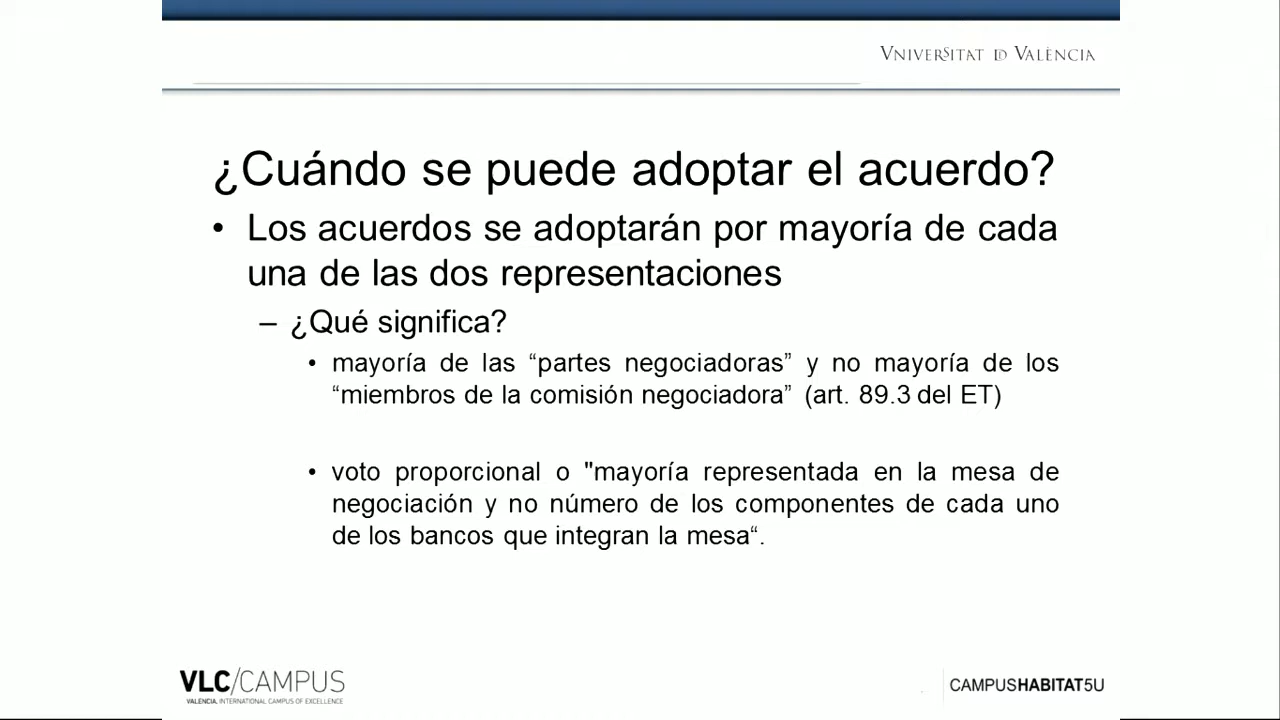 VNIVERSITAT D VALÈNCIA
¿Cuándo se puede adoptar el acuerdo?
• Los acuerdos se adoptarán por mayoría de cada
una de las dos representaciones
– ¿Qué significa?
• mayoría de las “partes negociadoras” y no mayoría de los
“miembros de la comisión negociadora” (art. 89.3 del ET)
• voto proporcional o "mayoría representada en la mesa de
negociación y no número de los componentes de cada uno
de los bancos que integran la mesa“.
VLC/CAMPUS
VALENCIA, INTERNATIONAL CAMPUS OF EXCELLENCE
CAMPUSHABITAT5U